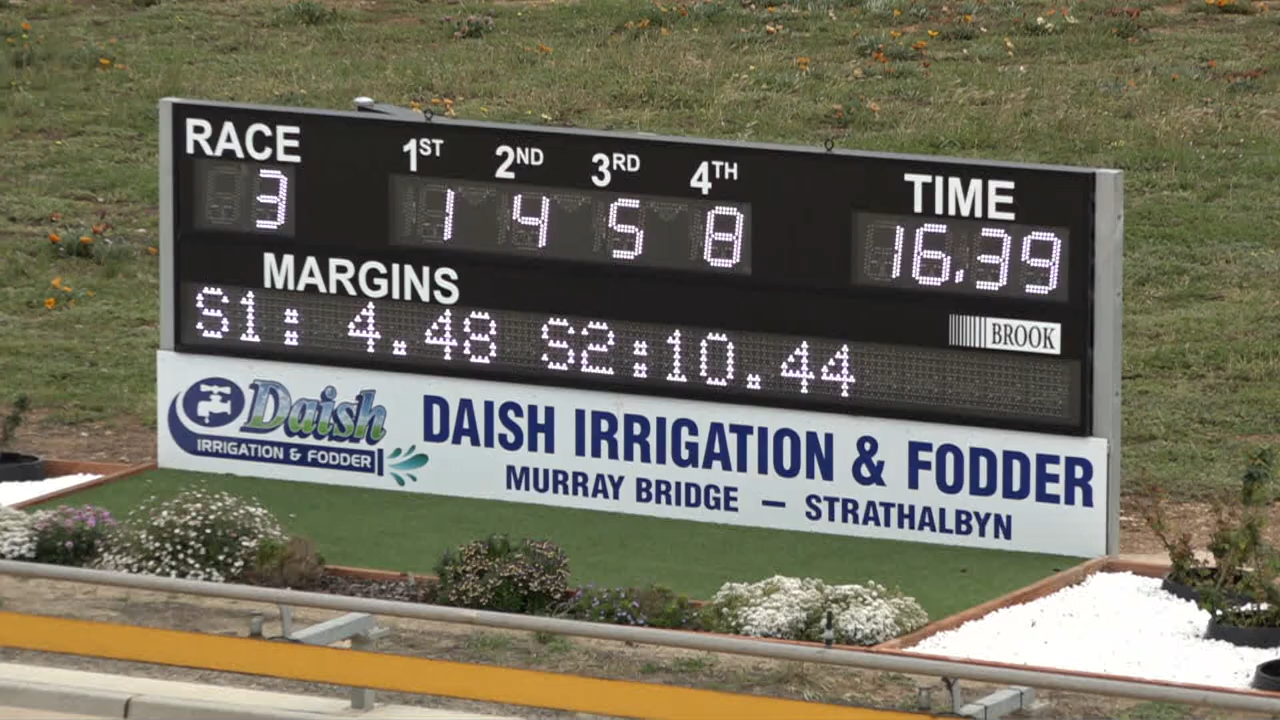 RACE 1ST 2ND 3RD 4TH TIME
3 1 4 5 8 16.39
MARGINS
BROOK
S1: 4.48 S2:10.44
Daish
IRRIGATION & FODDER
DAISH IRRIGATION & FODDER
MURRAY BRIDGE – STRATHALBYN